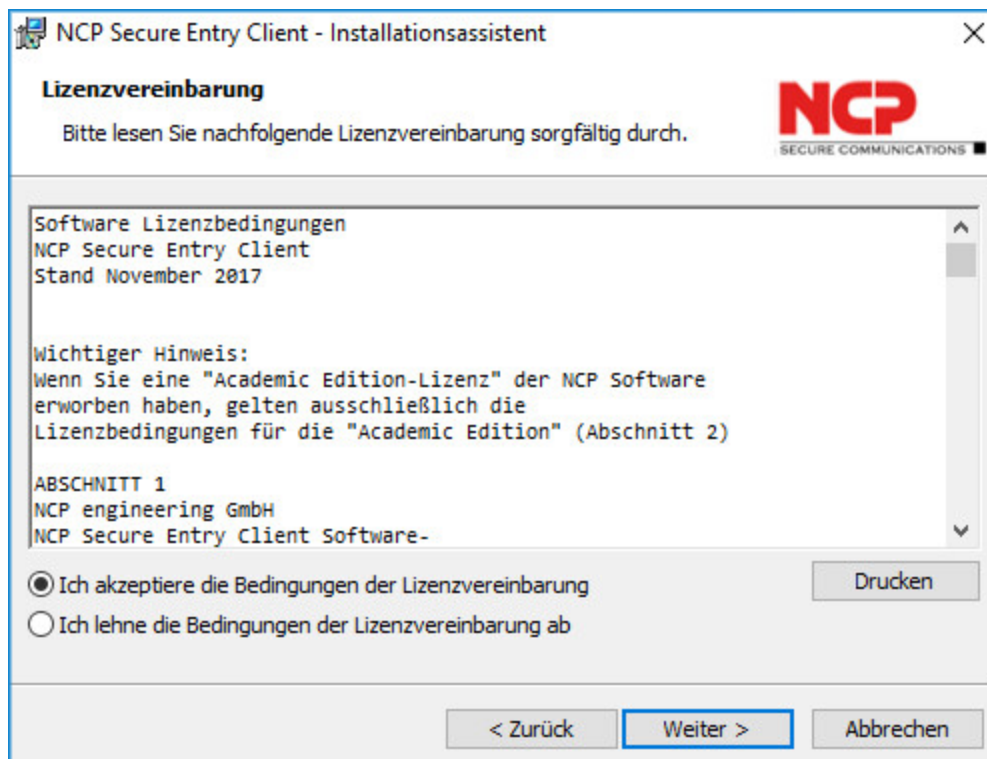 NCP Secure Entry Client - Installationsassistent
Lizenzvereinbarung
Bitte lesen Sie nachfolgende Lizenzvereinbarung sorgfältig durch.
NCP
SECURE COMMUNICATIONS
Software Lizenzbedingungen
NCP Secure Entry Client
Stand November 2017
Wichtiger Hinweis:
Wenn Sie eine "Academic Edition-Lizenz" der NCP Software
erworben haben, gelten ausschließlich die
Lizenzbedingungen für die "Academic Edition" (Abschnitt 2)
ABSCHNITT 1
NCP engineering GmbH
NCP Secure Entry Client Software-
Ich akzeptiere die Bedingungen der Lizenzvereinbarung
Drucken
Ich lehne die Bedingungen der Lizenzvereinbarung ab
< Zurück
Weiter >
Abbrechen